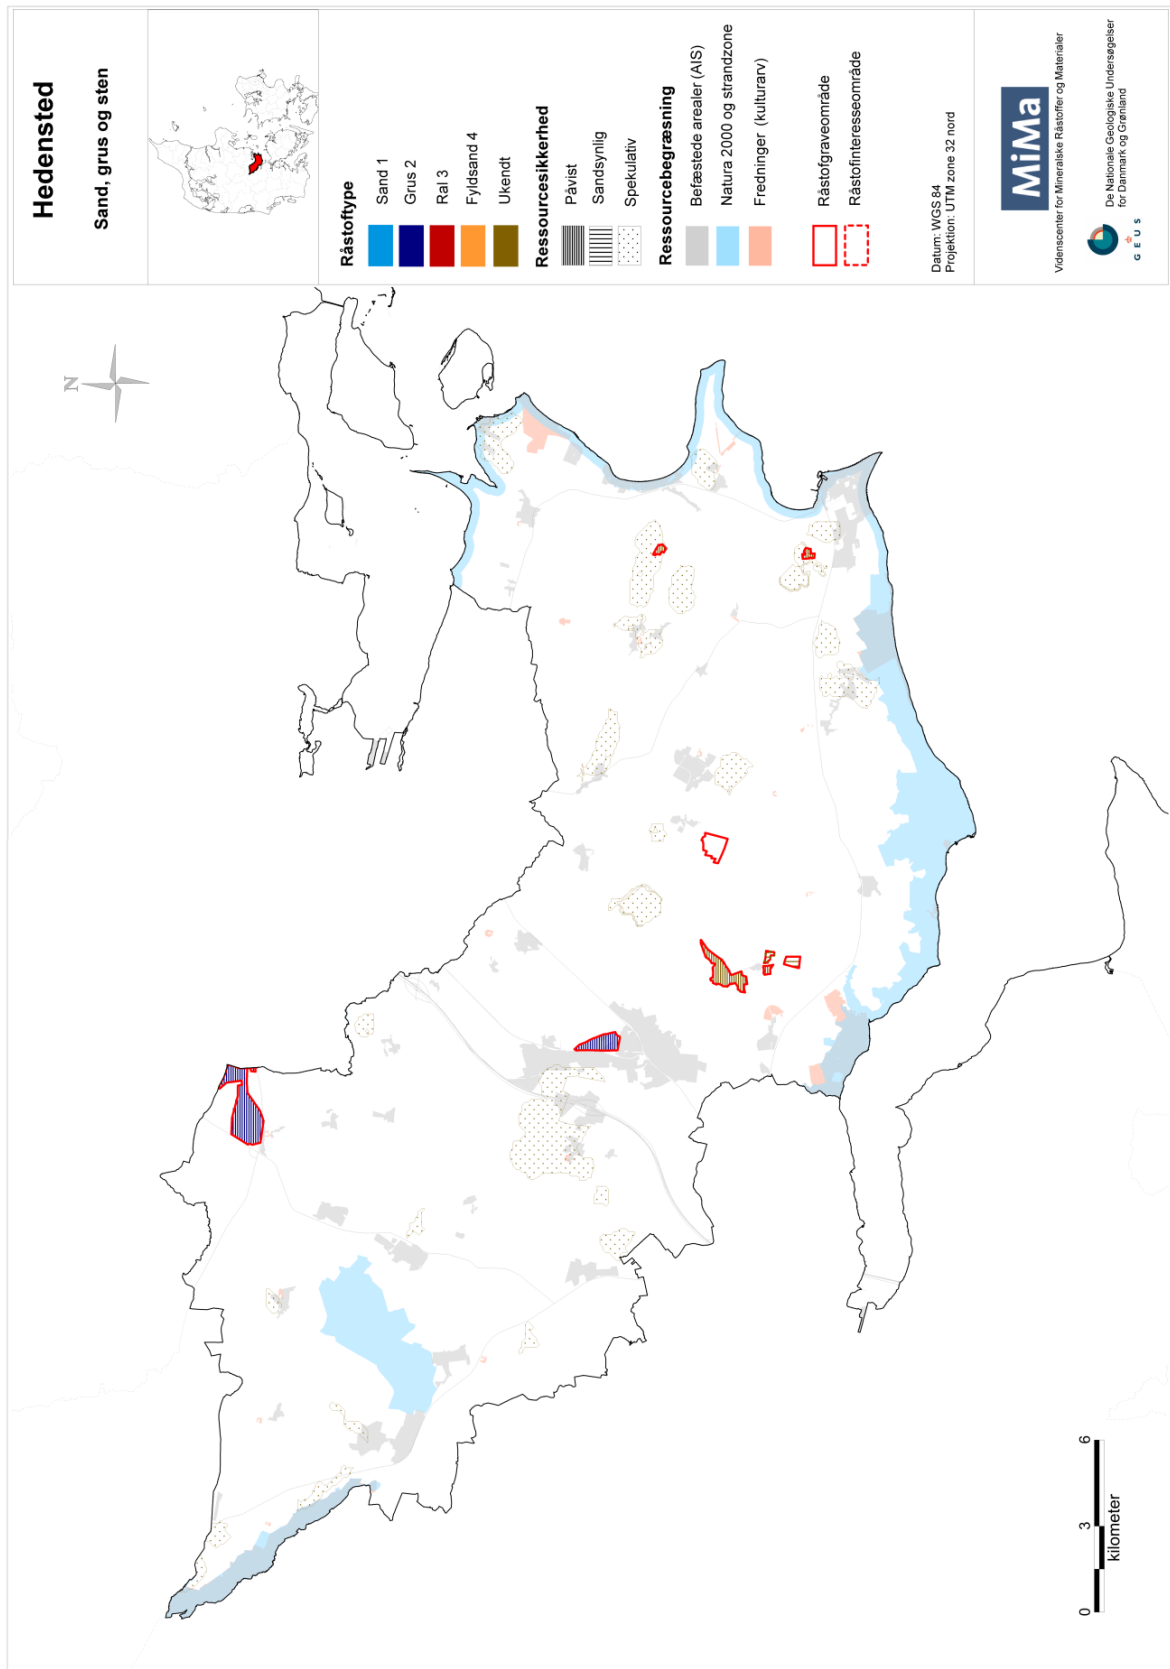 Hedensted
Sand, grus og sten
Råstoftype
Sand 1
Grus 2
Ral 3
Fyldsand 4
Ukendt
Ressourcesikkerhed
Påvist
Sandsynlig
Spekulativ
Ressourcebegræsning
Befæstede arealer (AIS)
Natura 2000 og strandzone
Fredninger (kulturarv)
Råstofgraveområde
Råstofinteresseområde
Datum: WGS 84
Projektion: UTM zone 32 nord
MiMa
Videnscenter for Mineralske Råstoffer og Materialer
G E U S
De Nationale Geologiske Undersøgelser
for Danmark og Grønland
N
0 3 6
kilometer